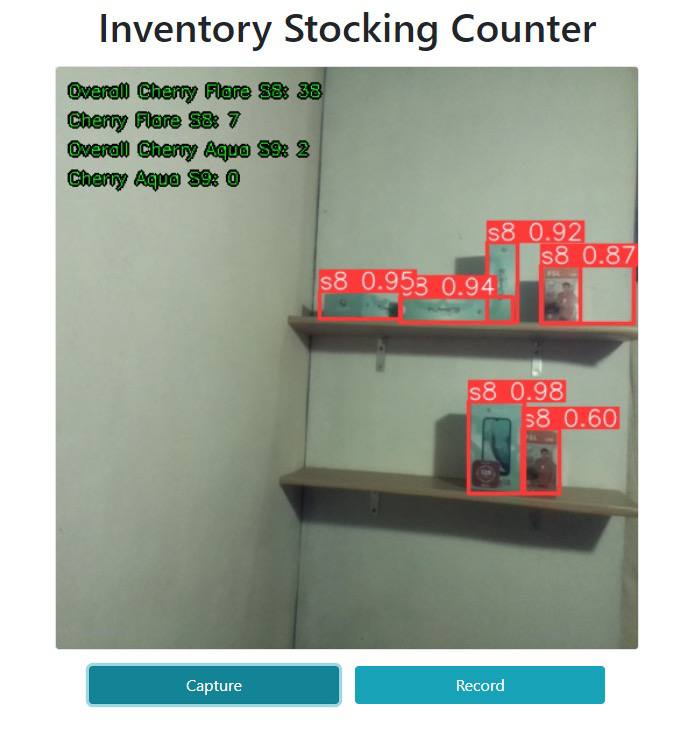 Inventory Stocking Counter
Overall Cherry Flare S8: 38
Cherry Flare S8: 7
Overall Cherry Aqua S9: 2
Cherry Aqua S9: 0
s8 0.92
s8 0.87
s8 0.95
0.94
s8 0.98
s8 0.60
Capture
Record